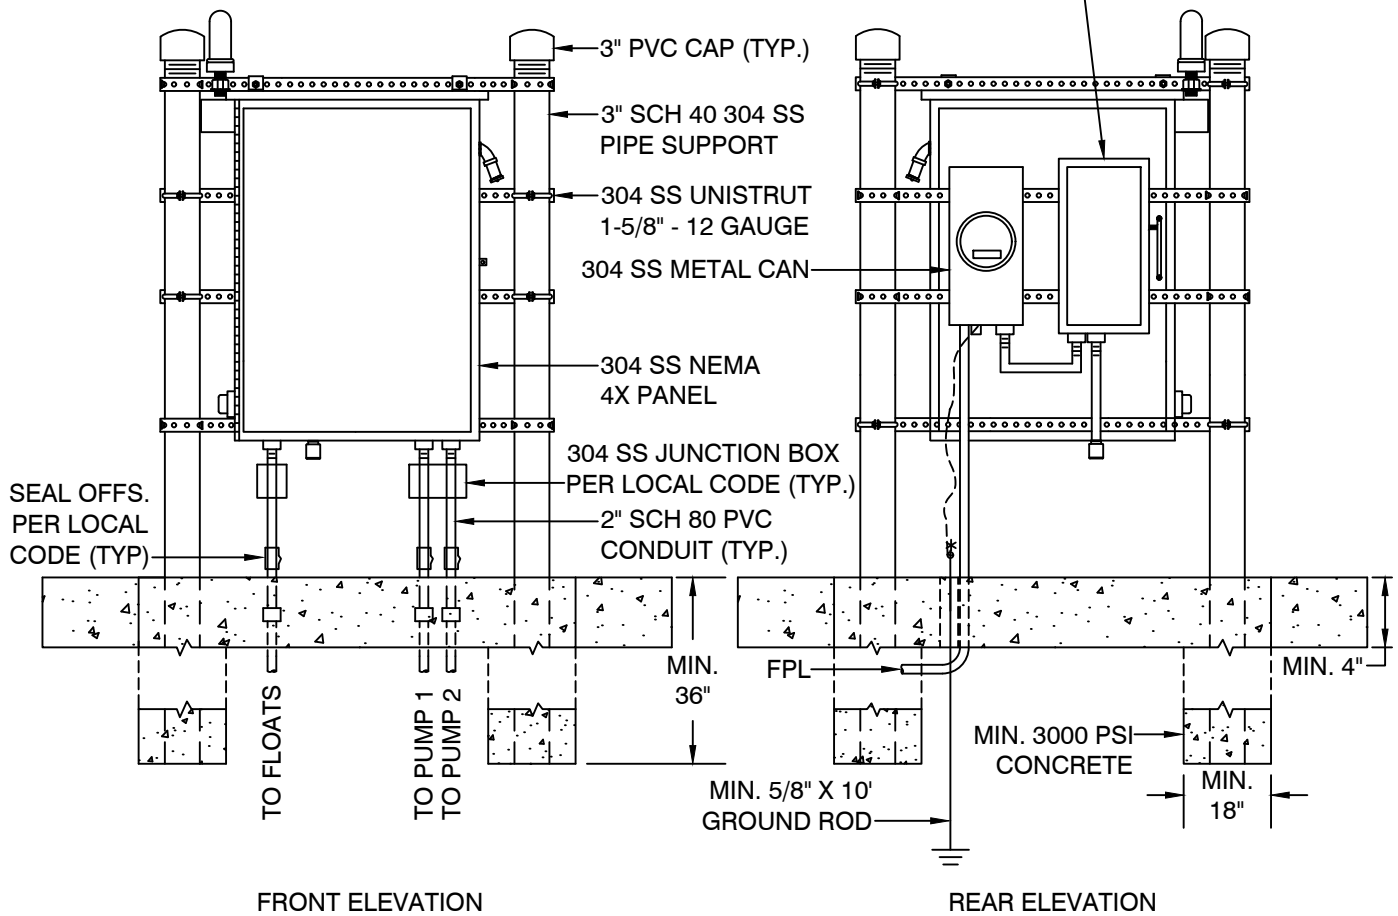 3" PVC CAP (TYP.)
3" SCH 40 304 SS
PIPE SUPPORT
304 SS UNISTRUT
1-5/8" - 12 GAUGE
304 SS METAL CAN
304 SS NEMA
4X PANEL
304 SS JUNCTION BOX
PER LOCAL CODE (TYP.)
2" SCH 80 PVC
CONDUIT (TYP.)
SEAL OFFS.
PER LOCAL
CODE (TYP)
MIN.
36"
TO FLOATS
TO PUMP 1
TO PUMP 2
FPL
MIN. 4"
MIN. 3000 PSI
CONCRETE
MIN.
18"
MIN. 5/8" X 10'
GROUND ROD
FRONT ELEVATION
REAR ELEVATION